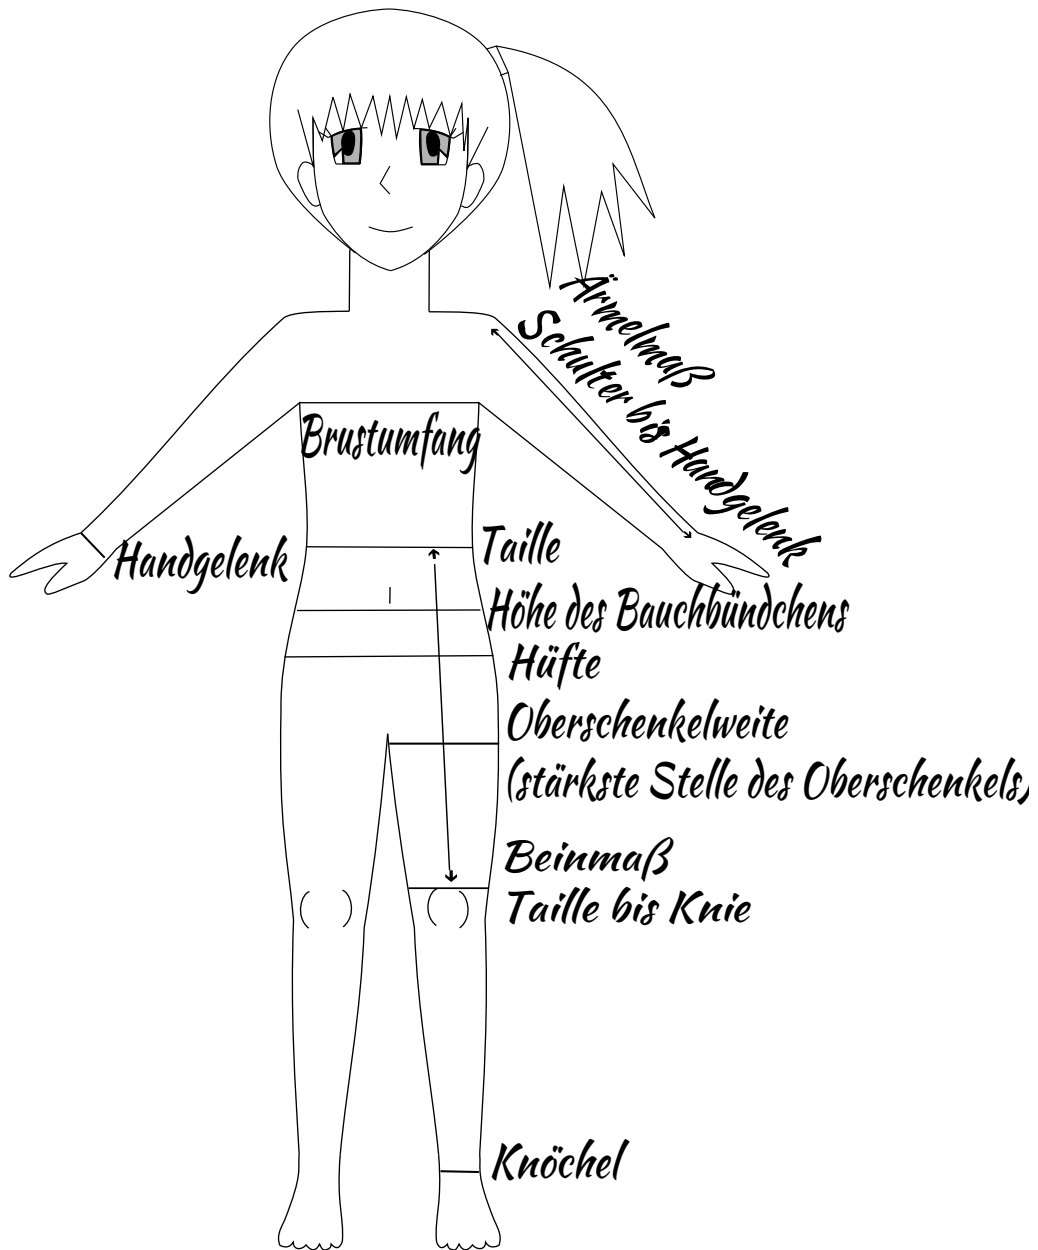 Ärmelmaß
Schulter bis Handgelenk
Brustumfang
Handgelenk
Taille
Höhe des Bauchbündchens
Hüfte
Oberschenkelweite
(stärkste Stelle des Oberschenkels)
Beinmaß
Taille bis Knie
Knöchel